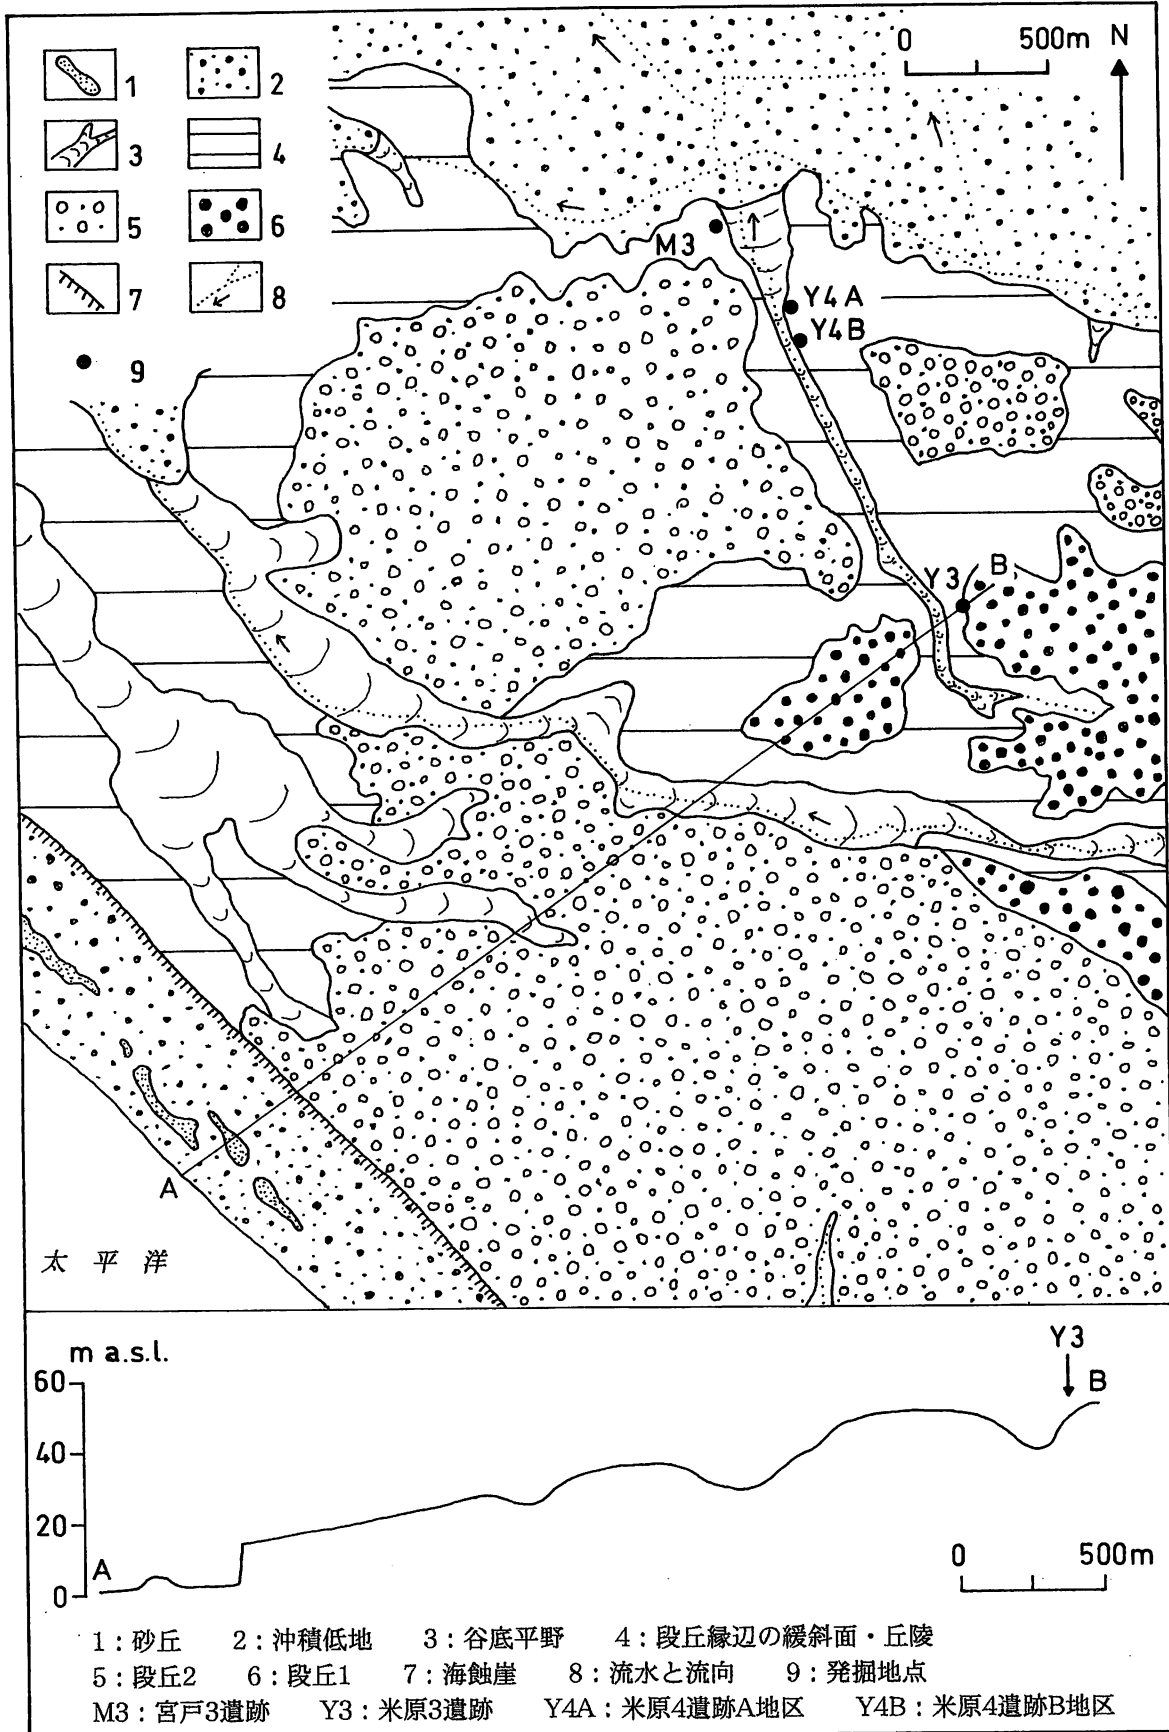 0 500m N
1 2
3 4
5 6
7 8
9
M3
Y4A
Y4B
Y3 B
A
太平洋
Y3
m a.s.l.
B
60
40
20
A
0
0 500m
1：砂丘 2：沖積低地 3：谷底平野 4：段丘縁辺の緩斜面・丘陵
5：段丘2 6：段丘1 7：海蝕崖 8：流水と流向 9：発掘地点
M3：宮戸3遺跡 Y3：米原3遺跡 Y4A：米原4遺跡A地区 Y4B：米原4遺跡B地区